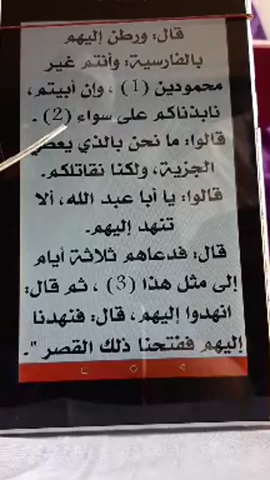 قال: ورطن إليهم
بالفارسية: وأنتم غير
محمودين (1) ، وإن أبيتم،
نابذناكم على سواء (2) .
قالوا: ما نحن بالذي يعطي
الجزية، ولكنا نقاتلكم.
قالوا: يا أبا عبد الله، ألا
تنهد إليهم.
قال: فدعاهم ثلاثة أيام
إلى مثل هذا (3) ، ثم قال:
انهدوا إليهم، قال: فنهدنا
إليهم ففتحنا ذلك القصر ".